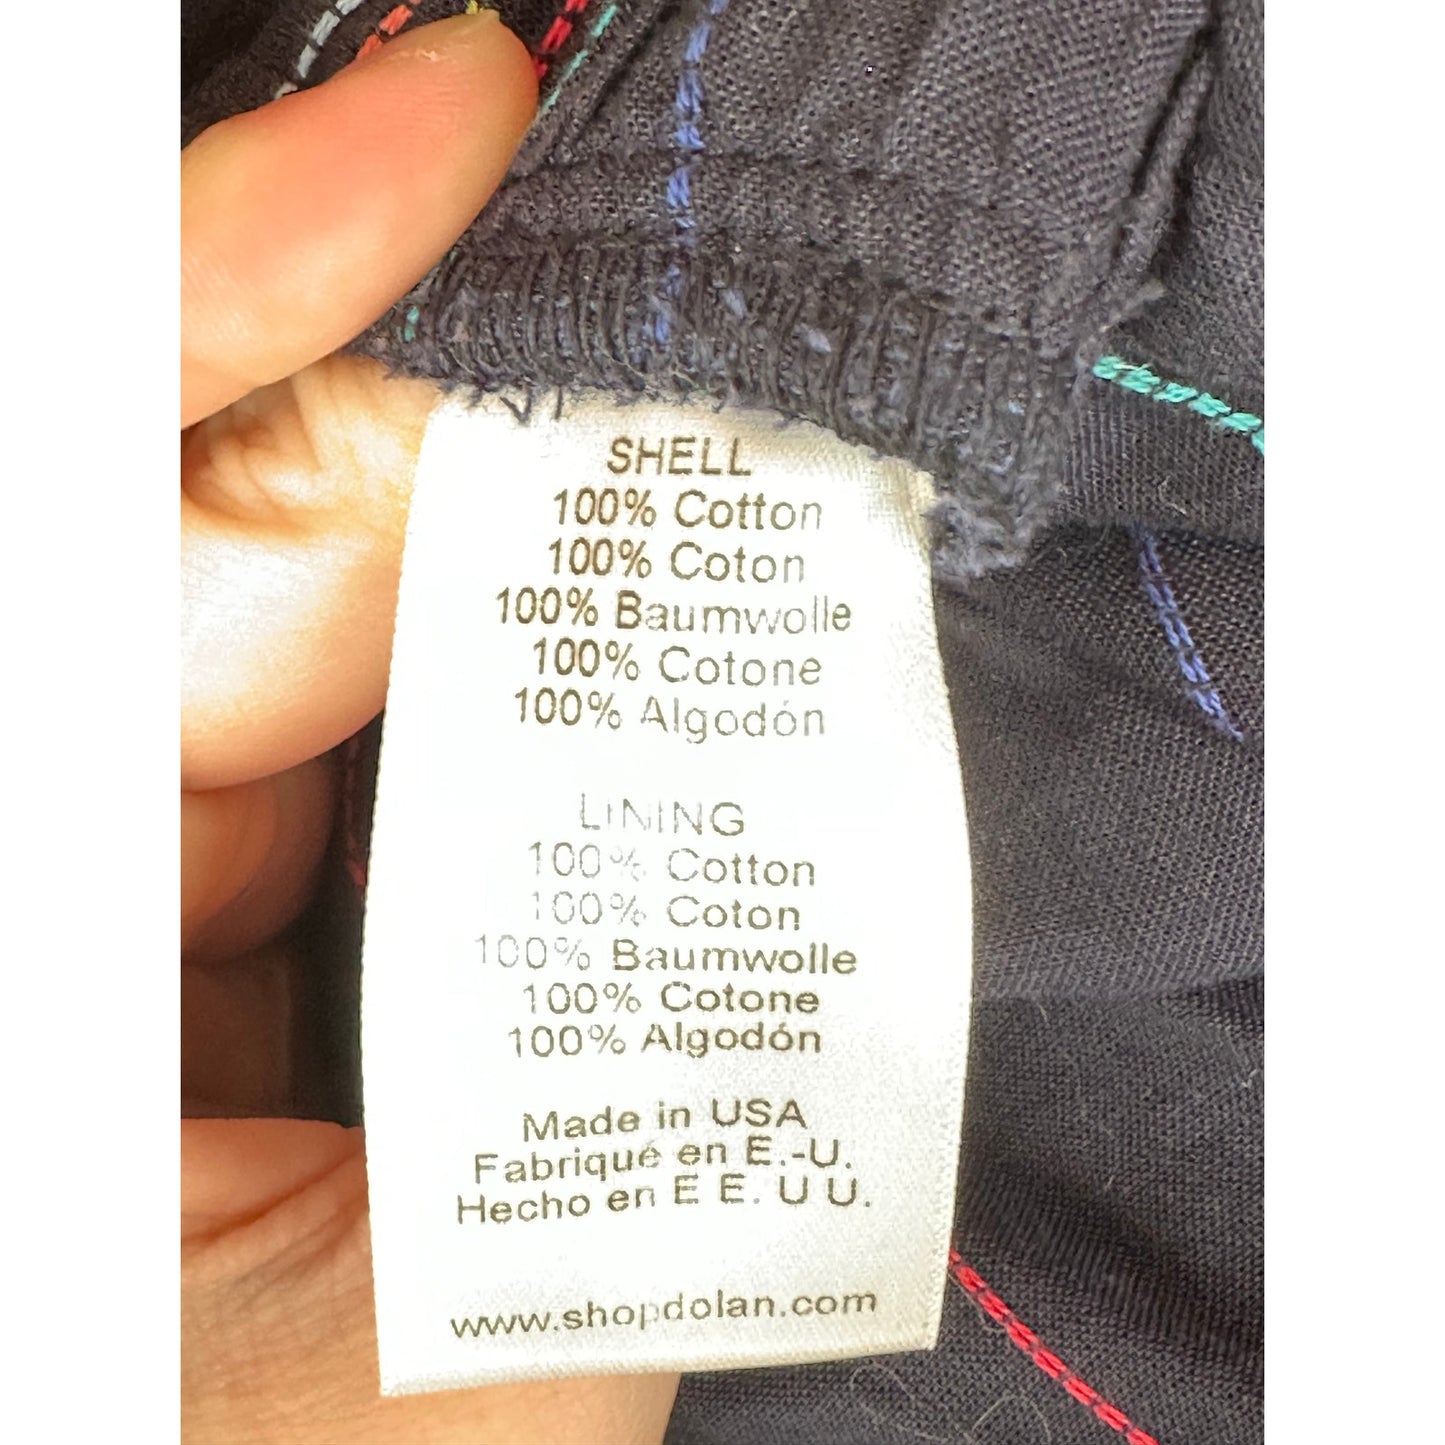 SHELL
100% Cotton
100% Coton
100% Baumwolle
100% Cotone
100% Algodón
LINING
100% Cotton
100% Coton
100% Baumwolle
100% Cotone
100% Algodón
Made in USA
Fabriqué en E.-U.
Hecho en E E. U U.
www.shopdolan.com